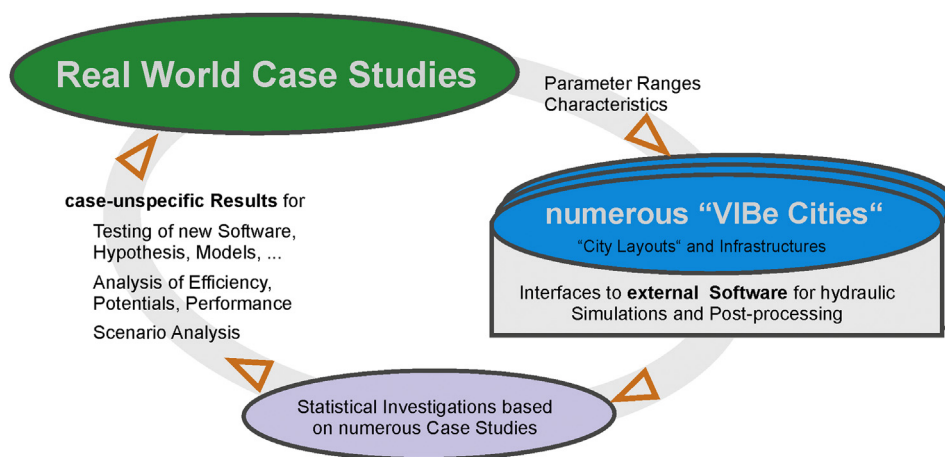 Real World Case Studies
Parameter Ranges
Characteristics
numerous “VIBe Cities“
“City Layouts“ and Infrastructures
Interfaces to external Software for hydraulic
Simulations and Post-processing
Statistical Investigations based
on numerous Case Studies
case-unspecific Results for
Testing of new Software,
Hypothesis, Models, ...
Analysis of Efficiency,
Potentials, Performance
Scenario Analysis